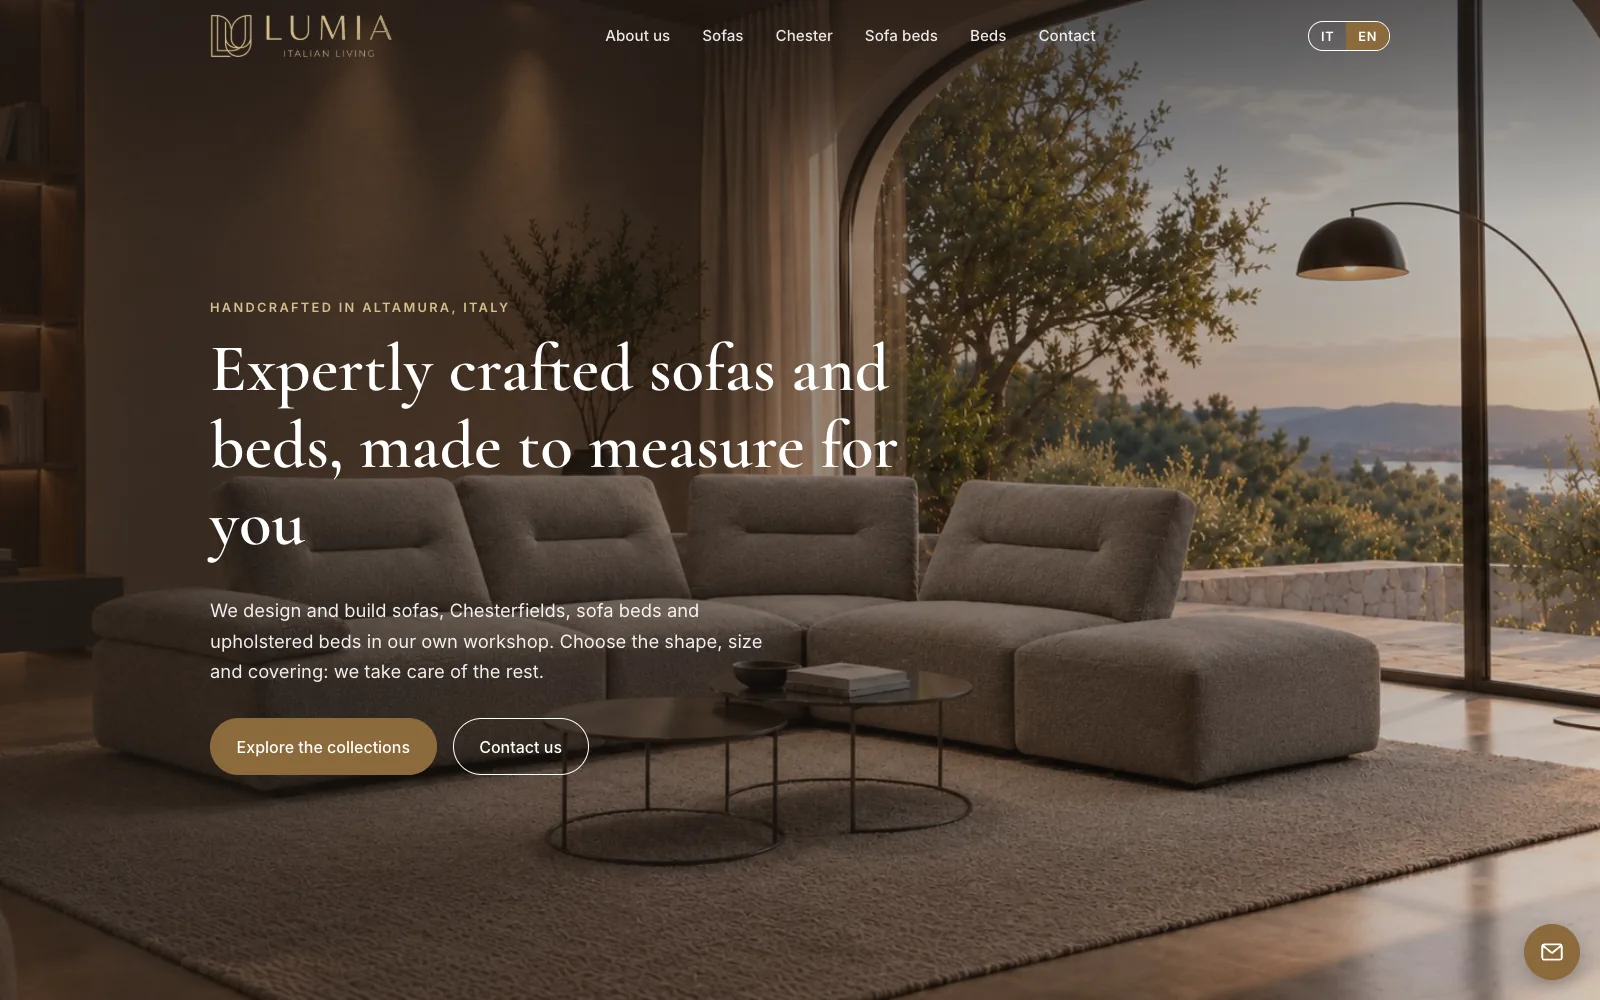 LUMIA
ITALIAN LIVING
About us
Sofas
Chester
Sofa beds
Beds
Contact
IT
EN
HANDCRAFTED IN ALTAMURA, ITALY
Expertly crafted sofas and
beds, made to measure for
you
We design and build sofas, Chesterfields, sofa beds and
upholstered beds in our own workshop. Choose the shape, size
and covering: we take care of the rest.
Explore the collections
Contact us